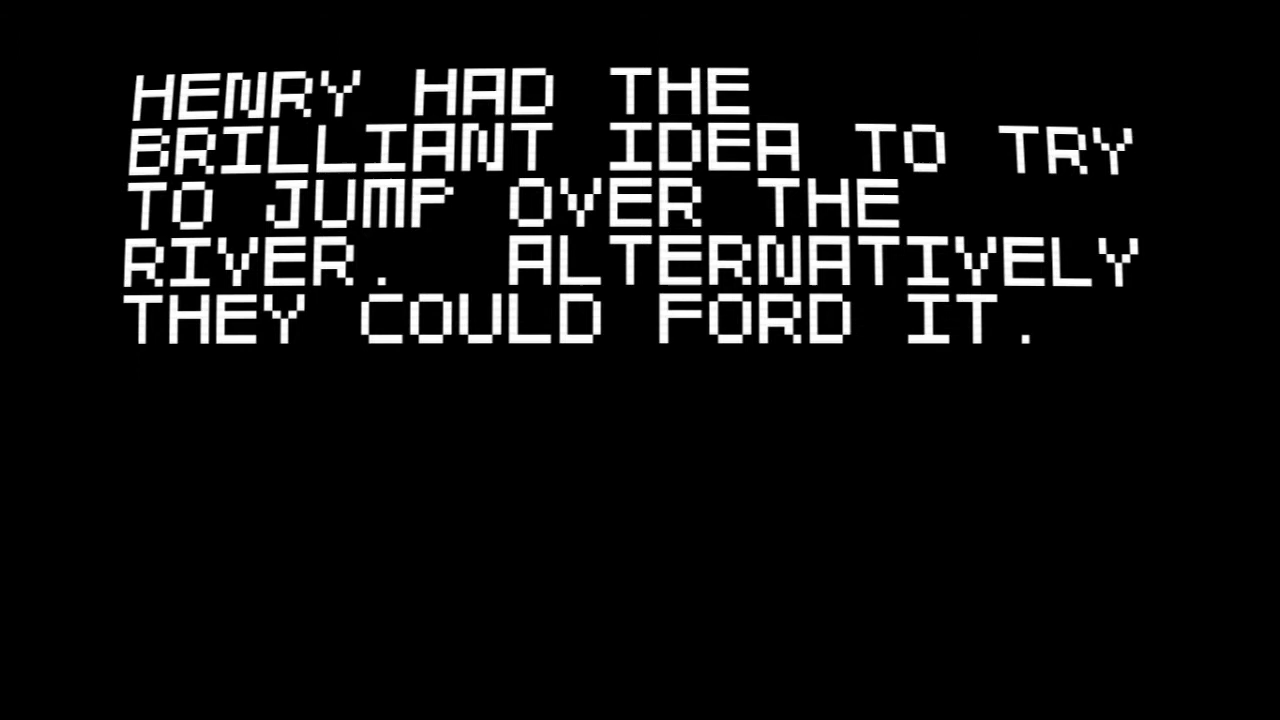 HENRY HAD THE
BRILLIANT IDEA TO TRY
TO JUMP OVER THE
RIVER.  ALTERNATIVELY
THEY COULD FORD IT.